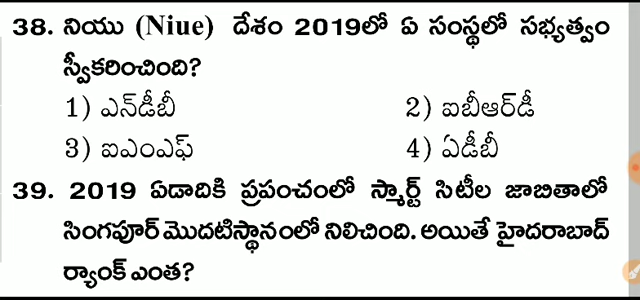 38. నియు (Niue) దేశం 2019లో ఏ సంస్థలో సభ్యత్వం
స్వీకరించింది?
1) ఎన్‌డీబీ 2) ఐబీఆర్‌డీ
3) ఐఎంఎఫ్ 4) ఏడీబీ
39. 2019 ఏడాదికి ప్రపంచంలో స్మార్ట్ సిటీల జాబితాలో
సింగపూర్ మొదటిస్థానంలో నిలిచింది. అయితే హైదరాబాద్
ర్యాంక్ ఎంత?